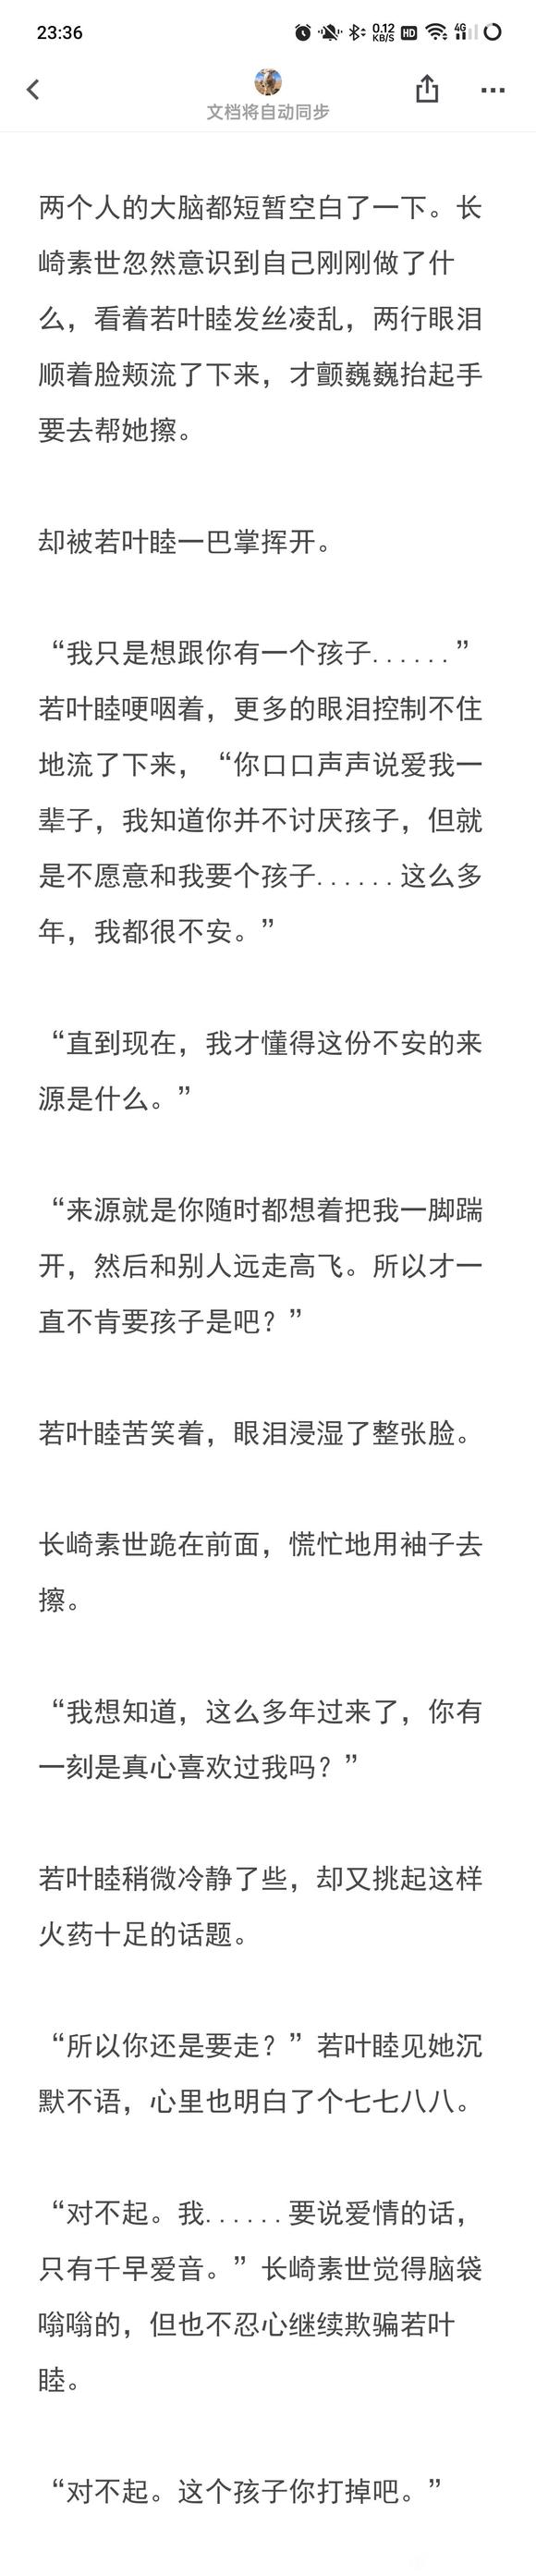 23:36
0.12 KB/S HD 4G
文档将自动同步
两个人的大脑都短暂空白了一下。长
崎素世忽然意识到自己刚刚做了什
么，看着若叶睦发丝凌乱，两行眼泪
顺着脸颊流了下来，才颤巍巍抬起手
要去帮她擦。
却被若叶睦一巴掌挥开。
“我只是想跟你有一个孩子......”
若叶睦哽咽着，更多的眼泪控制不住
地流了下来，“你口口声声说爱我一
辈子，我知道你并不讨厌孩子，但就
是不愿意和我要个孩子......这么多
年，我都很不安。”
“直到现在，我才懂得这份不安的来
源是什么。”
“来源就是你随时都想着把我一脚踹
开，然后和别人远走高飞。所以才一
直不肯要孩子是吧？”
若叶睦苦笑着，眼泪浸湿了整张脸。
长崎素世跪在前面，慌忙地用袖子去
擦。
“我想知道，这么多年过来了，你有
一刻是真心喜欢过我吗？”
若叶睦稍微冷静了些，却又挑起这样
火药十足的话题。
“所以你还是要走？”若叶睦见她沉
默不语，心里也明白了个七七八八。
“对不起。我......要说爱情的话，
只有千早爱音。”长崎素世觉得脑袋
嗡嗡的，但也不忍心继续欺骗若叶
睦。
“对不起。这个孩子你打掉吧。”